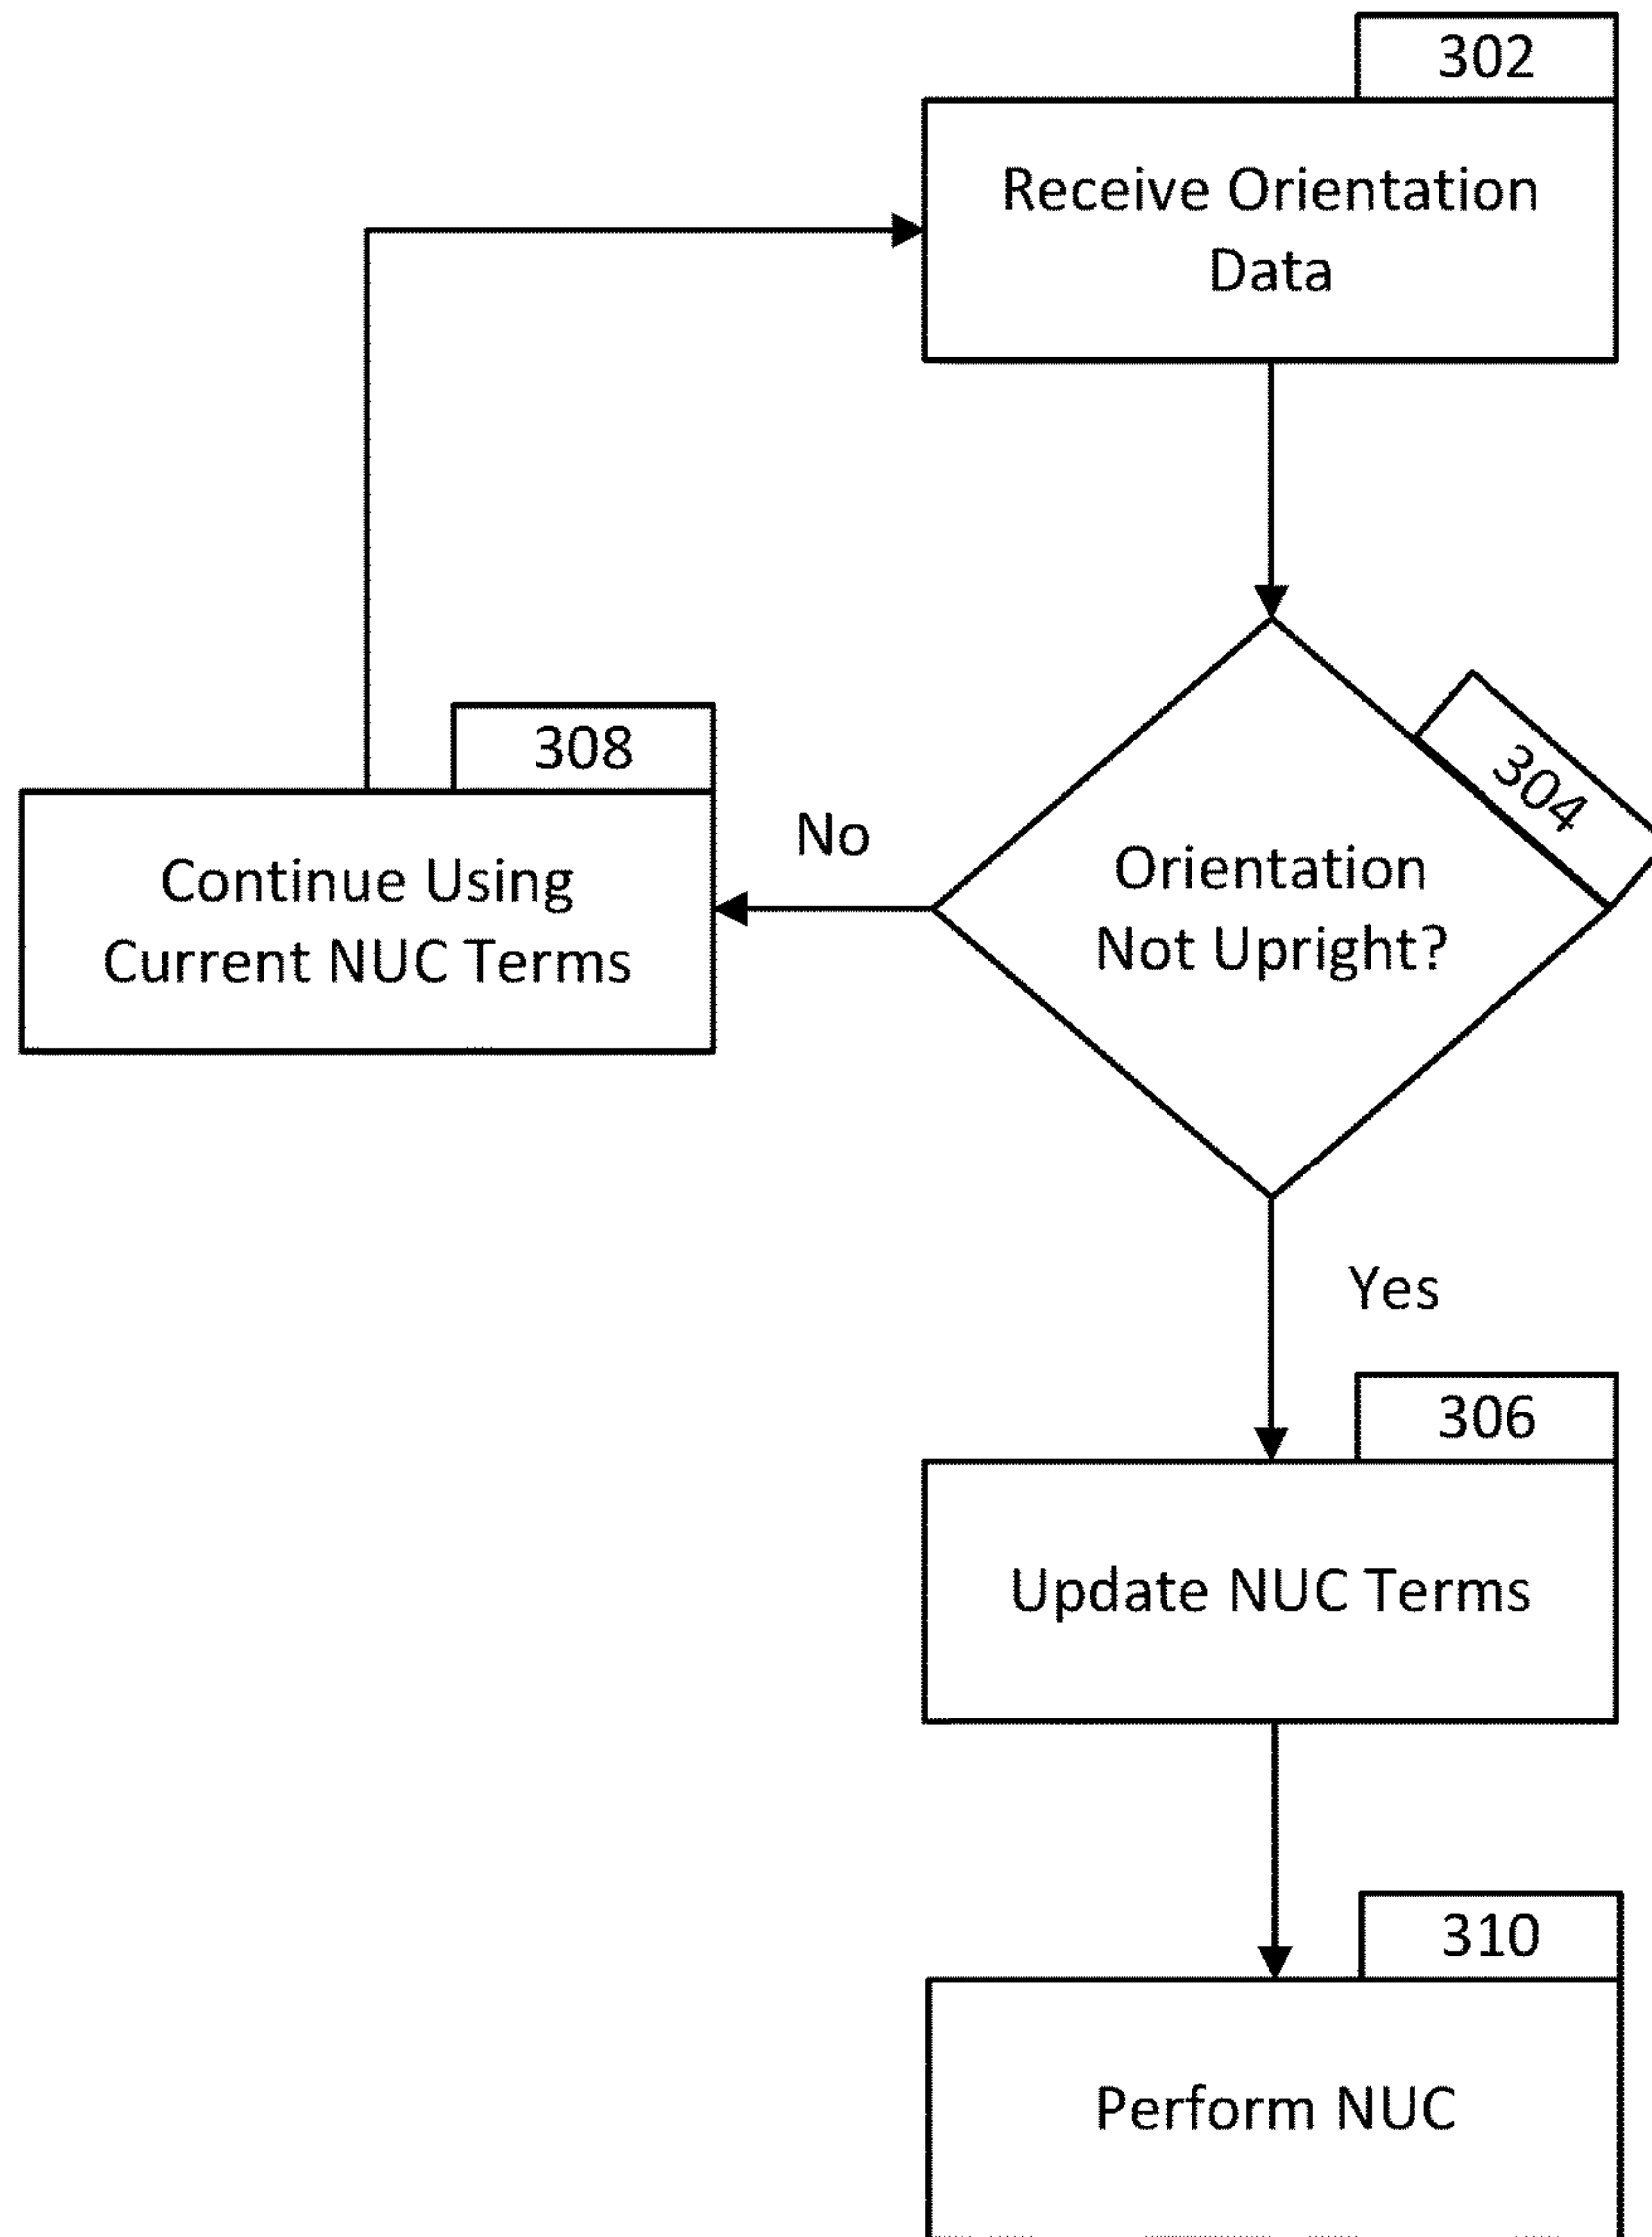 302
Receive Orientation
Data
304
Orientation
Not Upright?
308
No
Continue Using
Current NUC Terms
Yes
306
Update NUC Terms
310
Perform NUC